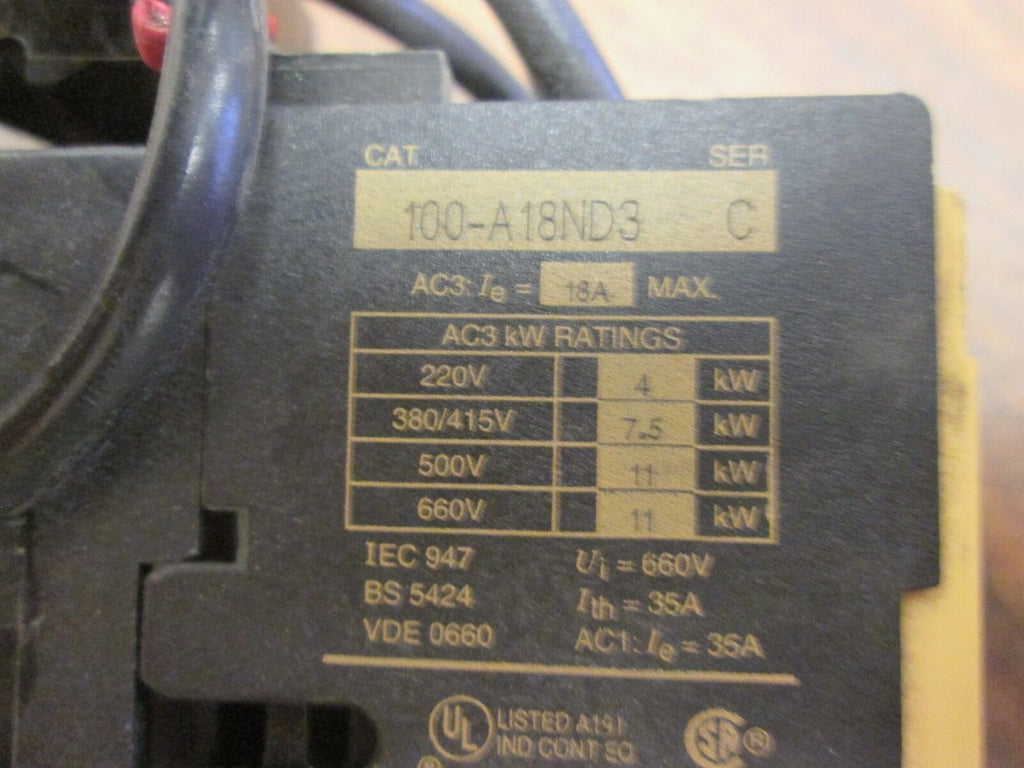 CAT SER
100-A18ND3 C
AC3: Ie = 18A MAX.
AC3 kW RATINGS
220V 4 kW
380/415V 7.5 kW
500V 11 kW
660V 11 kW
IEC 947 Ui = 660V
BS 5424 Ith = 35A
VDE 0660 AC1: Ie = 35A
UL LISTED SA ®
IND CONT EQ
®